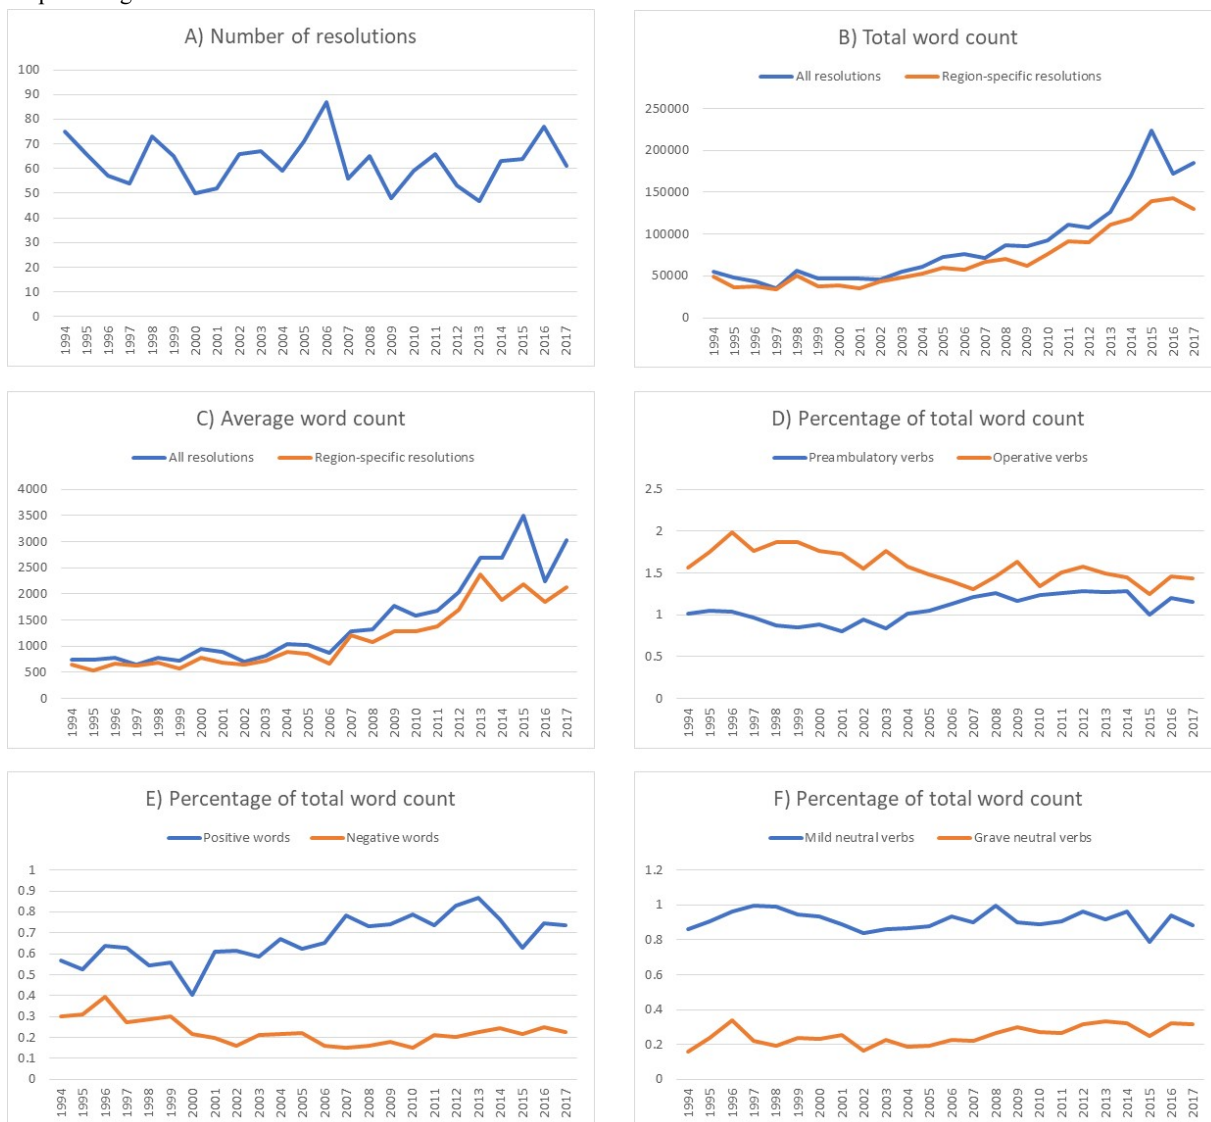 A) Number of resolutions
100
90
80
70
60
50
40
30
20
10
0
1994 1995 1996 1997 1998 1999 2000 2001 2002 2003 2004 2005 2006 2007 2008 2009 2010 2011 2012 2013 2014 2015 2016 2017
B) Total word count
All resolutions Region-specific resolutions
250000
200000
150000
100000
50000
0
1994 1995 1996 1997 1998 1999 2000 2001 2002 2003 2004 2005 2006 2007 2008 2009 2010 2011 2012 2013 2014 2015 2016 2017
C) Average word count
All resolutions Region-specific resolutions
4000
3500
3000
2500
2000
1500
1000
500
0
1994 1995 1996 1997 1998 1999 2000 2001 2002 2003 2004 2005 2006 2007 2008 2009 2010 2011 2012 2013 2014 2015 2016 2017
D) Percentage of total word count
Preambulatory verbs Operative verbs
2.5
2
1.5
1
0.5
0
1994 1995 1996 1997 1998 1999 2000 2001 2002 2003 2004 2005 2006 2007 2008 2009 2010 2011 2012 2013 2014 2015 2016 2017
E) Percentage of total word count
Positive words Negative words
1
0.9
0.8
0.7
0.6
0.5
0.4
0.3
0.2
0.1
0
1994 1995 1996 1997 1998 1999 2000 2001 2002 2003 2004 2005 2006 2007 2008 2009 2010 2011 2012 2013 2014 2015 2016 2017
F) Percentage of total word count
Mild neutral verbs Grave neutral verbs
1.2
1
0.8
0.6
0.4
0.2
0
1994 1995 1996 1997 1998 1999 2000 2001 2002 2003 2004 2005 2006 2007 2008 2009 2010 2011 2012 2013 2014 2015 2016 2017